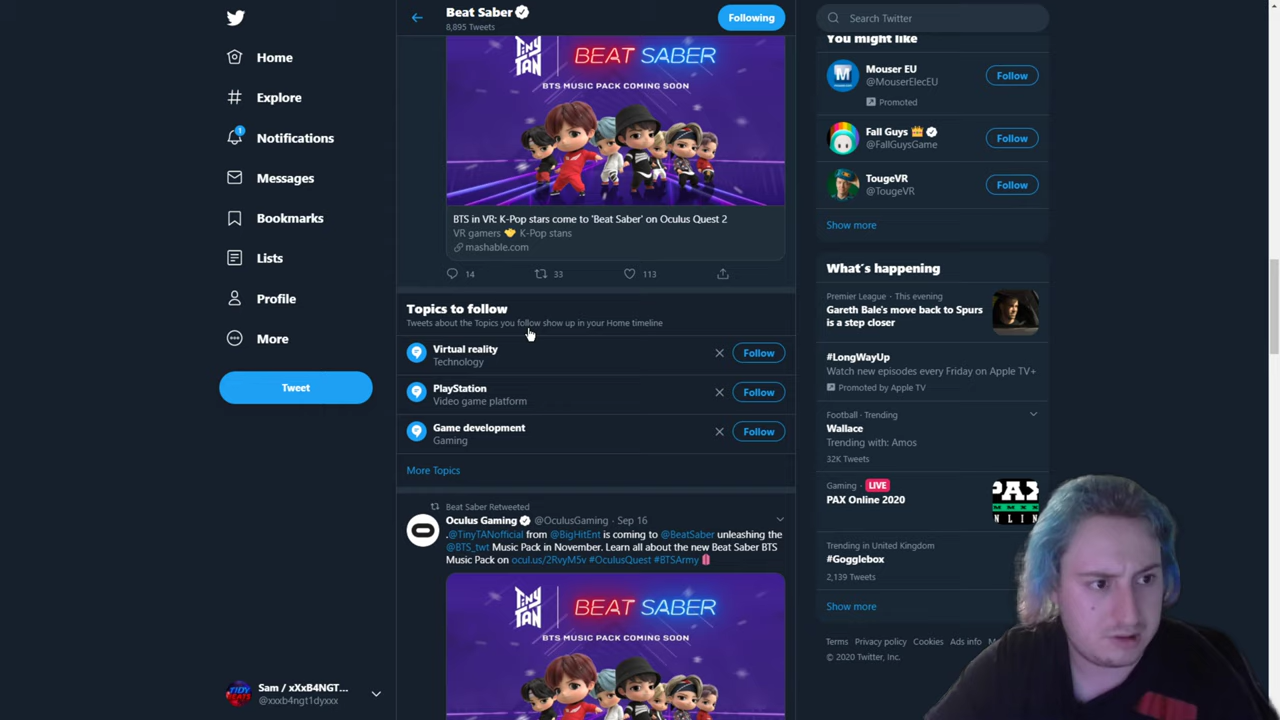 Home
Explore
1
Notifications
Messages
Bookmarks
Lists
Profile
More
Tweet
Sam / xXxB4NGT...
@xxxb4ngt1dyxxx
TIDY
BEATS
Beat Saber
8,895 Tweets
Following
TINY
TAN
BEAT SABER
BTS MUSIC PACK COMING SOON
BTS in VR: K-Pop stars come to 'Beat Saber' on Oculus Quest 2
VR gamers 🤝 K-Pop stans
mashable.com
14
33
113
Topics to follow
Tweets about the Topics you follow show up in your Home timeline
Virtual reality
Technology
Follow
PlayStation
Video game platform
Follow
Game development
Gaming
Follow
More Topics
Beat Saber Retweeted
Oculus Gaming @OculusGaming · Sep 16
.@TinyTANofficial from @BigHitEnt is coming to @BeatSaber unleashing the
@BTS_twt Music Pack in November. Learn all about the new Beat Saber BTS
Music Pack on ocul.us/2RvyM5v #OculusQuest #BTSArmy
TINY
TAN
BEAT SABER
BTS MUSIC PACK COMING SOON
Search Twitter
You might like
Mouser EU
@MouserElecEU
Promoted
Follow
Fall Guys 👑
@FallGuysGame
Follow
TougeVR
@TougeVR
Follow
Show more
What's happening
Premier League · This evening
Gareth Bale's move back to Spurs
is a step closer
#LongWayUp
Watch new episodes every Friday on Apple TV+
Promoted by Apple TV
Football · Trending
Wallace
Trending with: Amos
32K Tweets
Gaming · LIVE
PAX Online 2020
PAX
ONLIN
Trending in United Kingdom
#Gogglebox
2,139 Tweets
Show more
Terms Privacy policy Cookies Ads info
© 2020 Twitter, Inc.